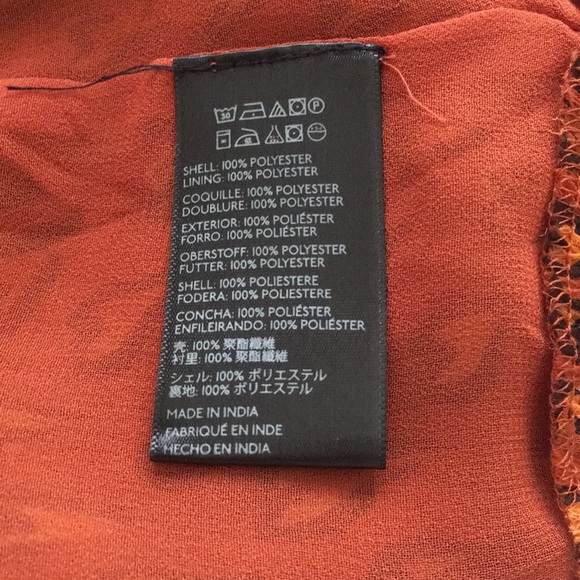 30 P
SHELL: 100% POLYESTER
LINING: 100% POLYESTER
COQUILLE: 100% POLYESTER
DOUBLURE: 100% POLYESTER
EXTERIOR: 100% POLIÉSTER
FORRO: 100% POLIÉSTER
OBERSTOFF: 100% POLYESTER
FUTTER: 100% POLYESTER
SHELL: 100% POLIESTERE
FODERA: 100% POLIESTERE
CONCHA: 100% POLIÉSTER
ENFILEIRANDO: 100% POLIÉSTER
壳: 100% 聚酯纖維
衬里: 100% 聚酯纖維
シェル: 100% ポリエステル
裏地: 100% ポリエステル
MADE IN INDIA
FABRIQUÉ EN INDE
HECHO EN INDIA